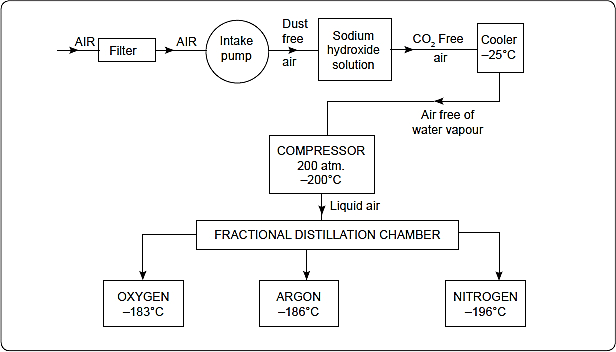 AIR
Filter
AIR
Intake
pump
Dust
free
air
Sodium
hydroxide
solution
CO2 Free
air
Cooler
–25°C
Air free of
water vapour
COMPRESSOR
200 atm.
–200°C
Liquid air
FRACTIONAL DISTILLATION CHAMBER
OXYGEN
–183°C
ARGON
–186°C
NITROGEN
–196°C